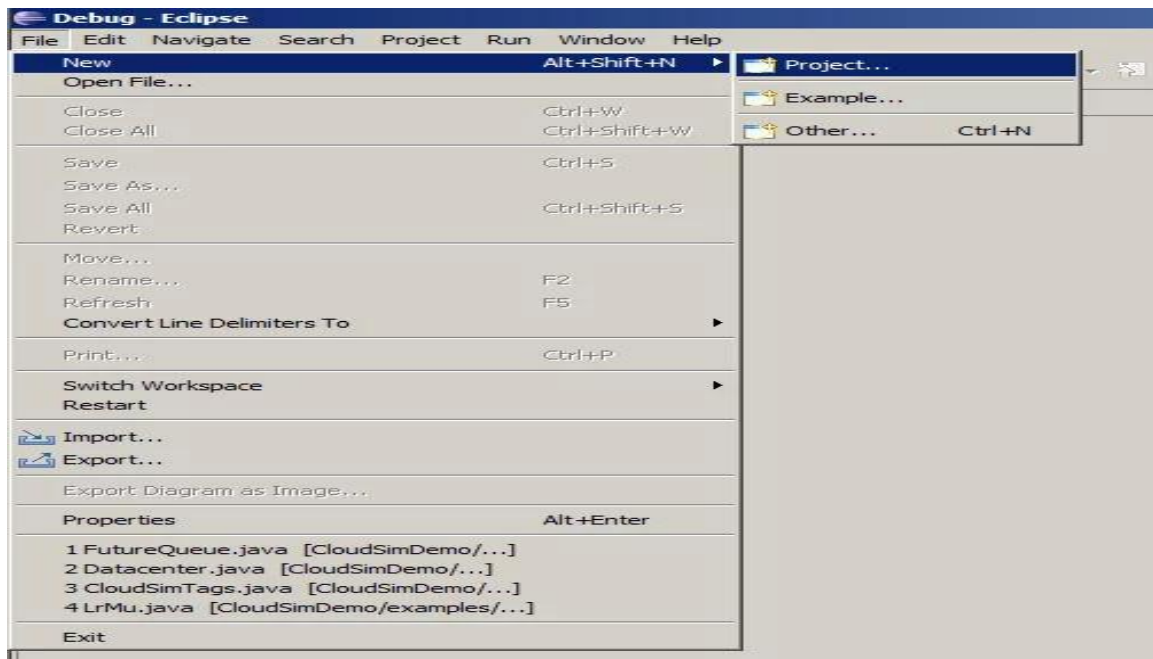 Debug - Eclipse
File Edit Navigate Search Project Run Window Help
New Alt+Shift+N
Open File...
Close Ctrl+W
Close All Ctrl+Shift+W
Save Ctrl+S
Save As...
Save All Ctrl+Shift+S
Revert
Move...
Rename... F2
Refresh F5
Convert Line Delimiters To
Print... Ctrl+P
Switch Workspace
Restart
Import...
Export...
Export Diagram as Image...
Properties Alt+Enter
1 FutureQueue.java [CloudSimDemo/...]
2 Datacenter.java [CloudSimDemo/...]
3 CloudSimTags.java [CloudSimDemo/...]
4 LrMu.java [CloudSimDemo/examples/...]
Exit
Project...
Example...
Other... Ctrl+N